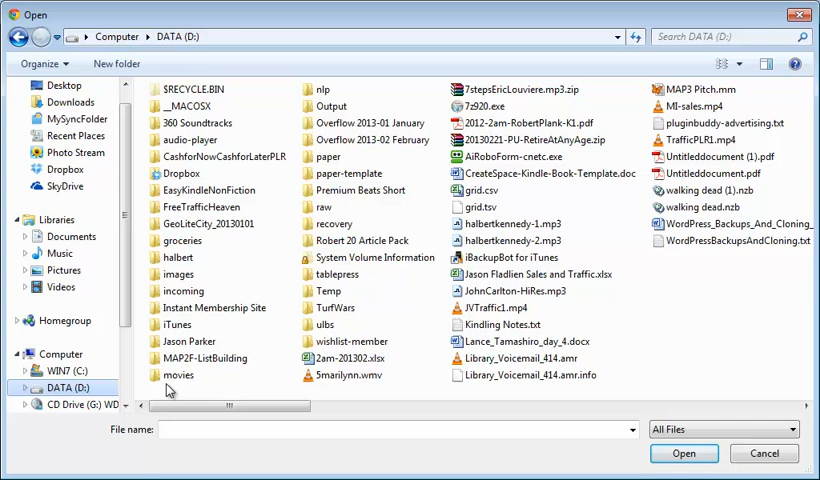 Open
Computer
DATA (D:)
Search DATA (D:)
Organize
New folder
Desktop
Downloads
MySyncFolder
Recent Places
Photo Stream
Dropbox
SkyDrive
Libraries
Documents
Music
Pictures
Videos
Homegroup
Computer
WIN7 (C:)
DATA (D:)
CD Drive (G:) WD
$RECYCLE.BIN
__MACOSX
360 Soundtracks
audio-player
CashforNowCashforLaterPLR
Dropbox
EasyKindleNonFiction
FreeTrafficHeaven
GeoLiteCity_20130101
groceries
halbert
images
incoming
Instant Membership Site
iTunes
Jason Parker
MAP2F-ListBuilding
movies
nlp
Output
Overflow 2013-01 January
Overflow 2013-02 February
paper
paper-template
Premium Beats Short
raw
recovery
Robert 20 Article Pack
System Volume Information
tablepress
Temp
TurfWars
ulbs
wishlist-member
2am-201302.xlsx
5marilynn.wmv
7stepsEricLouviere.mp3.zip
7z920.exe
2012-2am-RobertPlank-K1.pdf
20130221-PU-RetireAtAnyAge.zip
AiRoboForm-cnetc.exe
CreateSpace-Kindle-Book-Template.doc
grid.csv
grid.tsv
halbertkennedy-1.mp3
halbertkennedy-2.mp3
iBackupBot for iTunes
Jason Fladlien Sales and Traffic.xlsx
JohnCarlton-HiRes.mp3
JVTraffic1.mp4
Kindling Notes.txt
Lance_Tamashiro_day_4.docx
Library_Voicemail_414.amr
Library_Voicemail_414.amr.info
MAP3 Pitch.mm
MI-sales.mp4
pluginbuddy-advertising.txt
TrafficPLR1.mp4
Untitleddocument (1).pdf
Untitleddocument.pdf
walking dead (1).nzb
walking dead.nzb
WordPress_Backups_And_Cloning_
WordPressBackupsAndCloning.txt
File name:
All Files
Open
Cancel